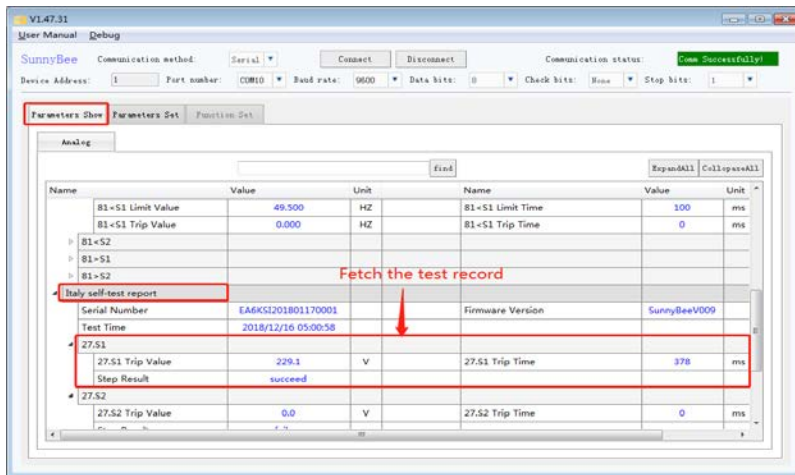 V1.47.31
User Manual Debug
SunnyBee Communication method: Serial Connect Disconnect Communication status: Comm Successfully!
Device Address: 1 Port number: COM10 Baud rate: 9600 Data bits: 8 Check bits: None Stop bits: 1
Parameters Show Parameters Set Function Set
Analog
find ExpandAll CollopaseAll
Name Value Unit Name Value Unit
81<S1 Limit Value 49.500 HZ 81<S1 Limit Time 100 ms
81<S1 Trip Value 0.000 HZ 81<S1 Trip Time 0 ms
81<S2
81>S1
81>S2
Fetch the test record
Italy self-test report
Serial Number EA6KSI201801170001 Firmware Version SunnyBeeV009
Test Time 2018/12/16 05:00:58
27.S1
27.S1 Trip Value 229.1 V 27.S1 Trip Time 378 ms
Step Result succeed
27.S2
27.S2 Trip Value 0.0 V 27.S2 Trip Time 0 ms